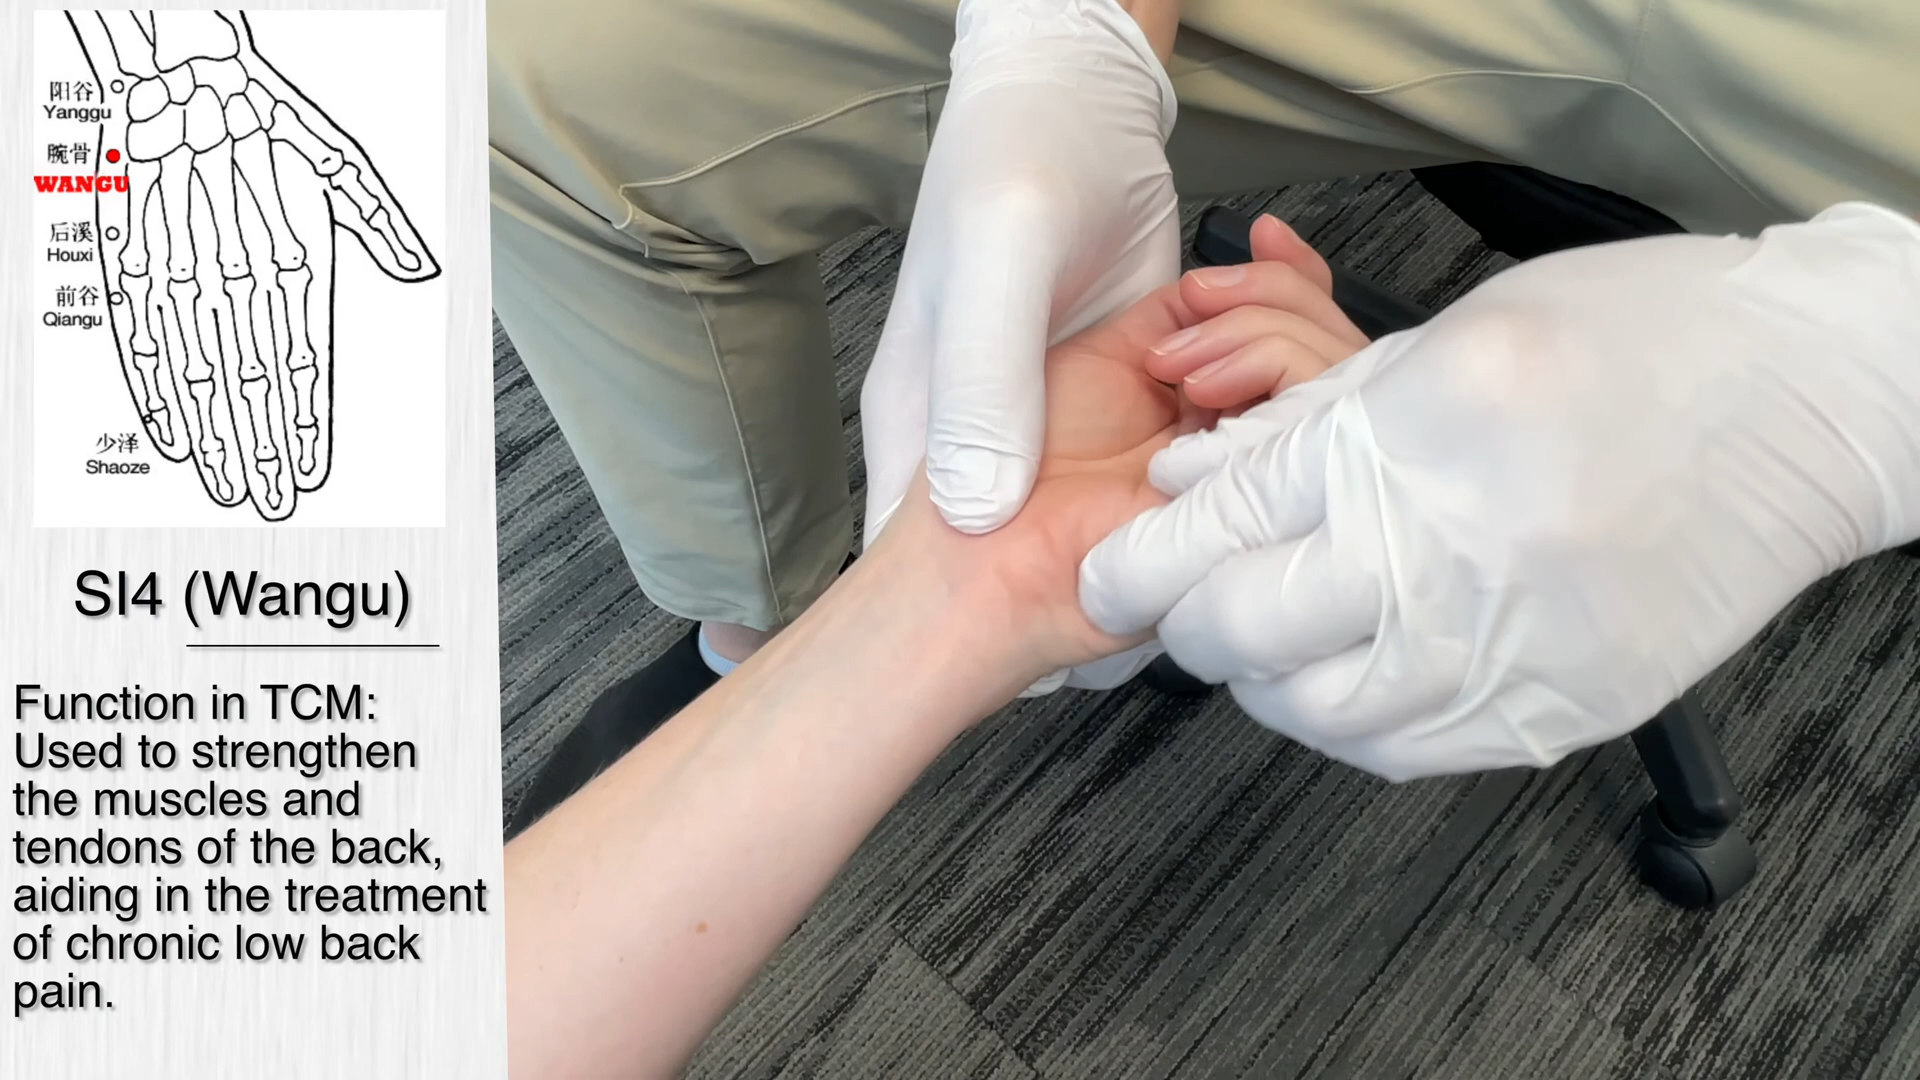 阳谷
Yanggu
腕骨
WANGU
后溪
Houxi
前谷
Qiangu
少泽
Shaoze
SI4 (Wangu)
Function in TCM:
Used to strengthen
the muscles and
tendons of the back,
aiding in the treatment
of chronic low back
pain.